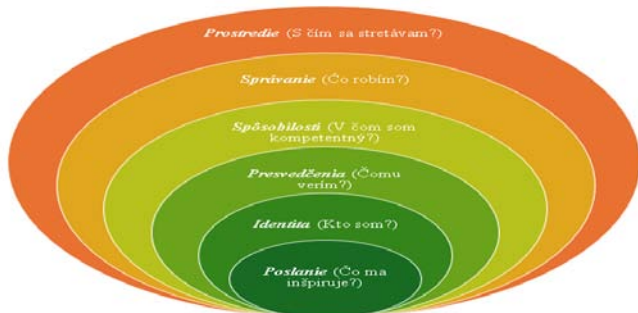 Prostredie (S čím sa stretávam?)
Správanie (Čo robím?)
Spôsobilosti (V čom som
kompetentný?)
Presvedčenia (Čomu
verím?)
Identita (Kto som?)
Poslanie (Čo ma
inšpiruje?)